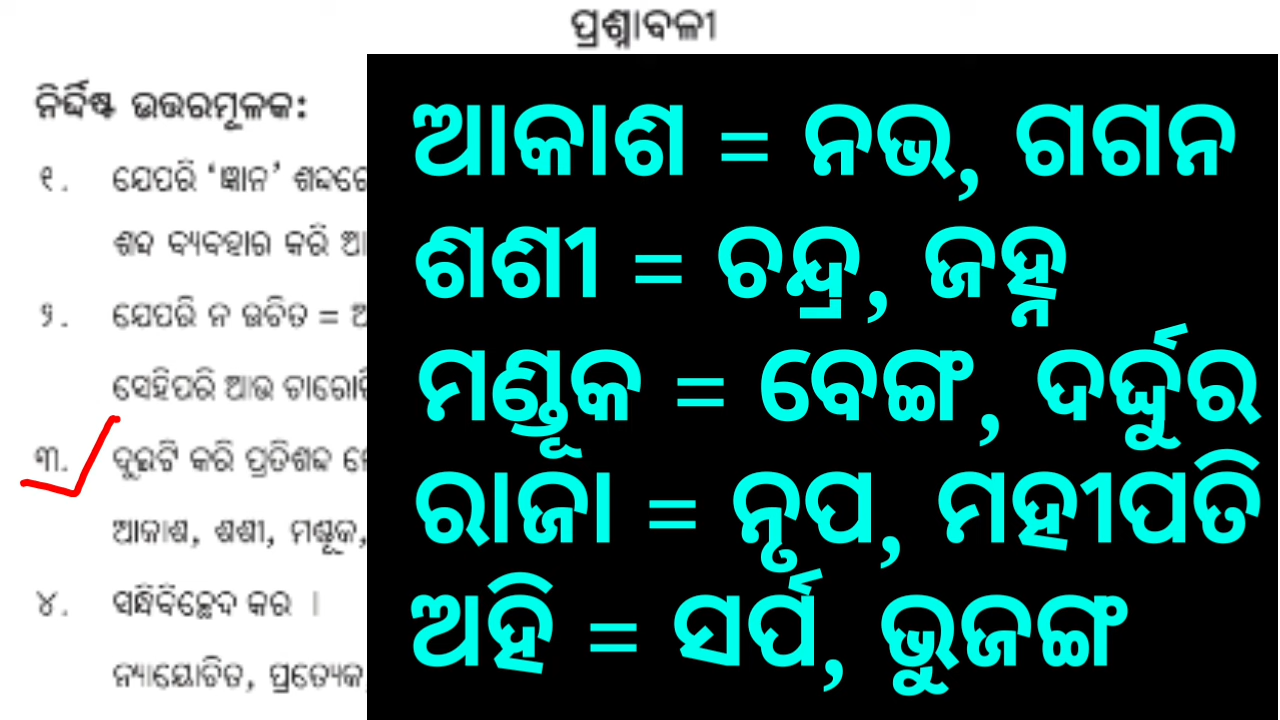 ପ୍ରଶ୍ନାବଳୀ
ନିର୍ଦ୍ଦିଷ୍ଟ ଉତ୍ତରମୂଳକ:
୧. ଯେପରି ‘ଜ୍ଞାନ’
ଶବ୍ଦ ବ୍ୟବହାର କରି
୨. ଯେପରି ନ ଉଚିତ =
ସେହିପରି ଆଉ
୩. ଦୁଇଟି କରି ପ୍ରତିଶବ୍ଦ
ଆକାଶ, ଶଶୀ, ମଣ୍ଡୂକ,
୪. ସନ୍ଧିବିଚ୍ଛେଦ କର ।
ନ୍ୟାୟୋଚିତ, ପ୍ରତ୍ୟେକ,
ଆକାଶ = ନଭ, ଗଗନ
ଶଶୀ = ଚନ୍ଦ୍ର, ଜହ୍ନ
ମଣ୍ଡୂକ = ବେଙ୍ଗ, ଦର୍ଦ୍ଦୁର
ରାଜା = ନୃପ, ମହୀପତି
ଅହି = ସର୍ପ, ଭୁଜଙ୍ଗ